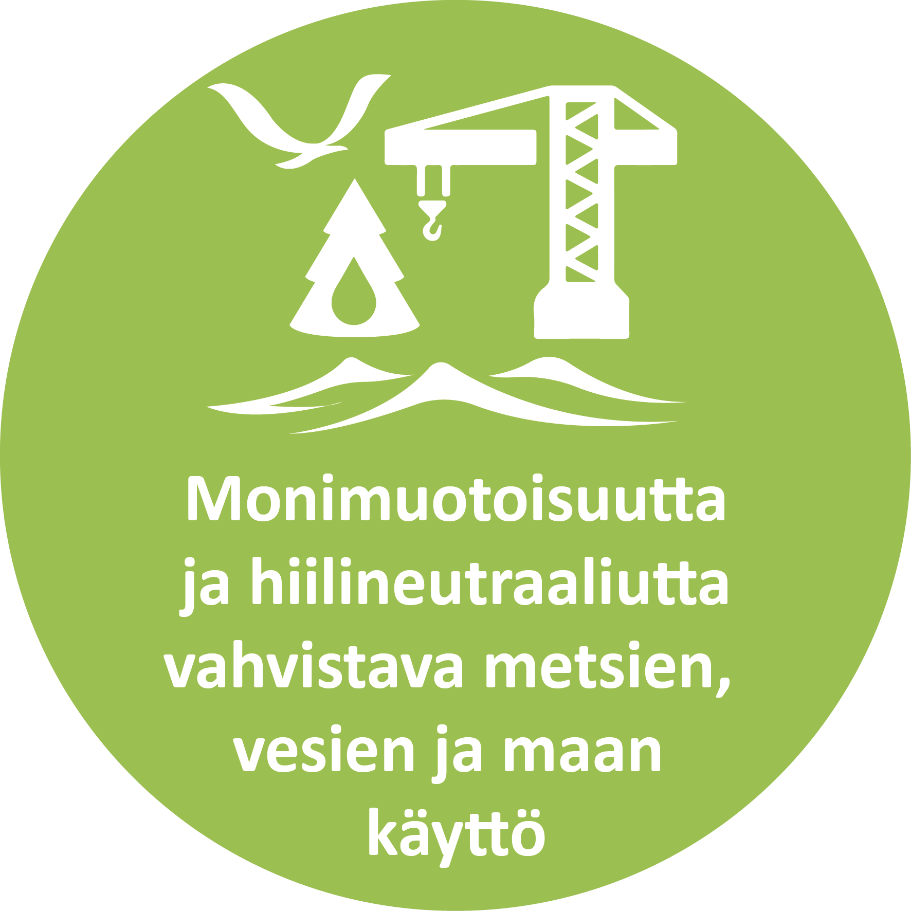 Monimuotoisuutta
ja hiilineutraaliutta
vahvistava metsien,
vesien ja maan
käyttö